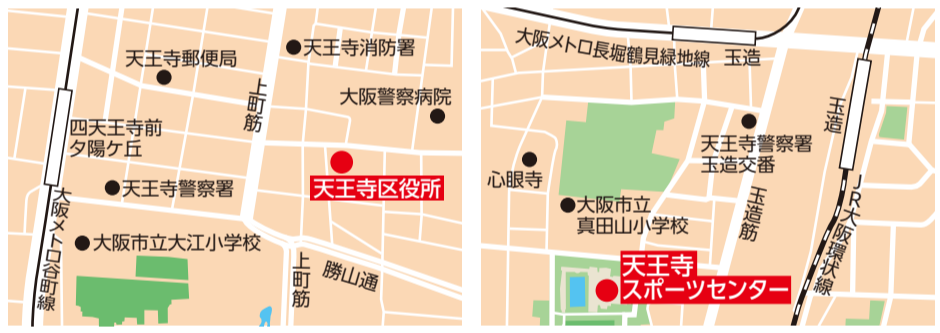 天王寺消防署
天王寺郵便局
上町筋
大阪警察病院
四天王寺前
夕陽ケ丘
天王寺区役所
天王寺警察署
大阪メトロ谷町線
大阪市立大江小学校
上町筋
勝山通
大阪メトロ長堀鶴見緑地線
玉造
玉造
天王寺警察署
玉造交番
心眼寺
JR大阪環状線
玉造筋
大阪市立
真田山小学校
天王寺
スポーツセンター